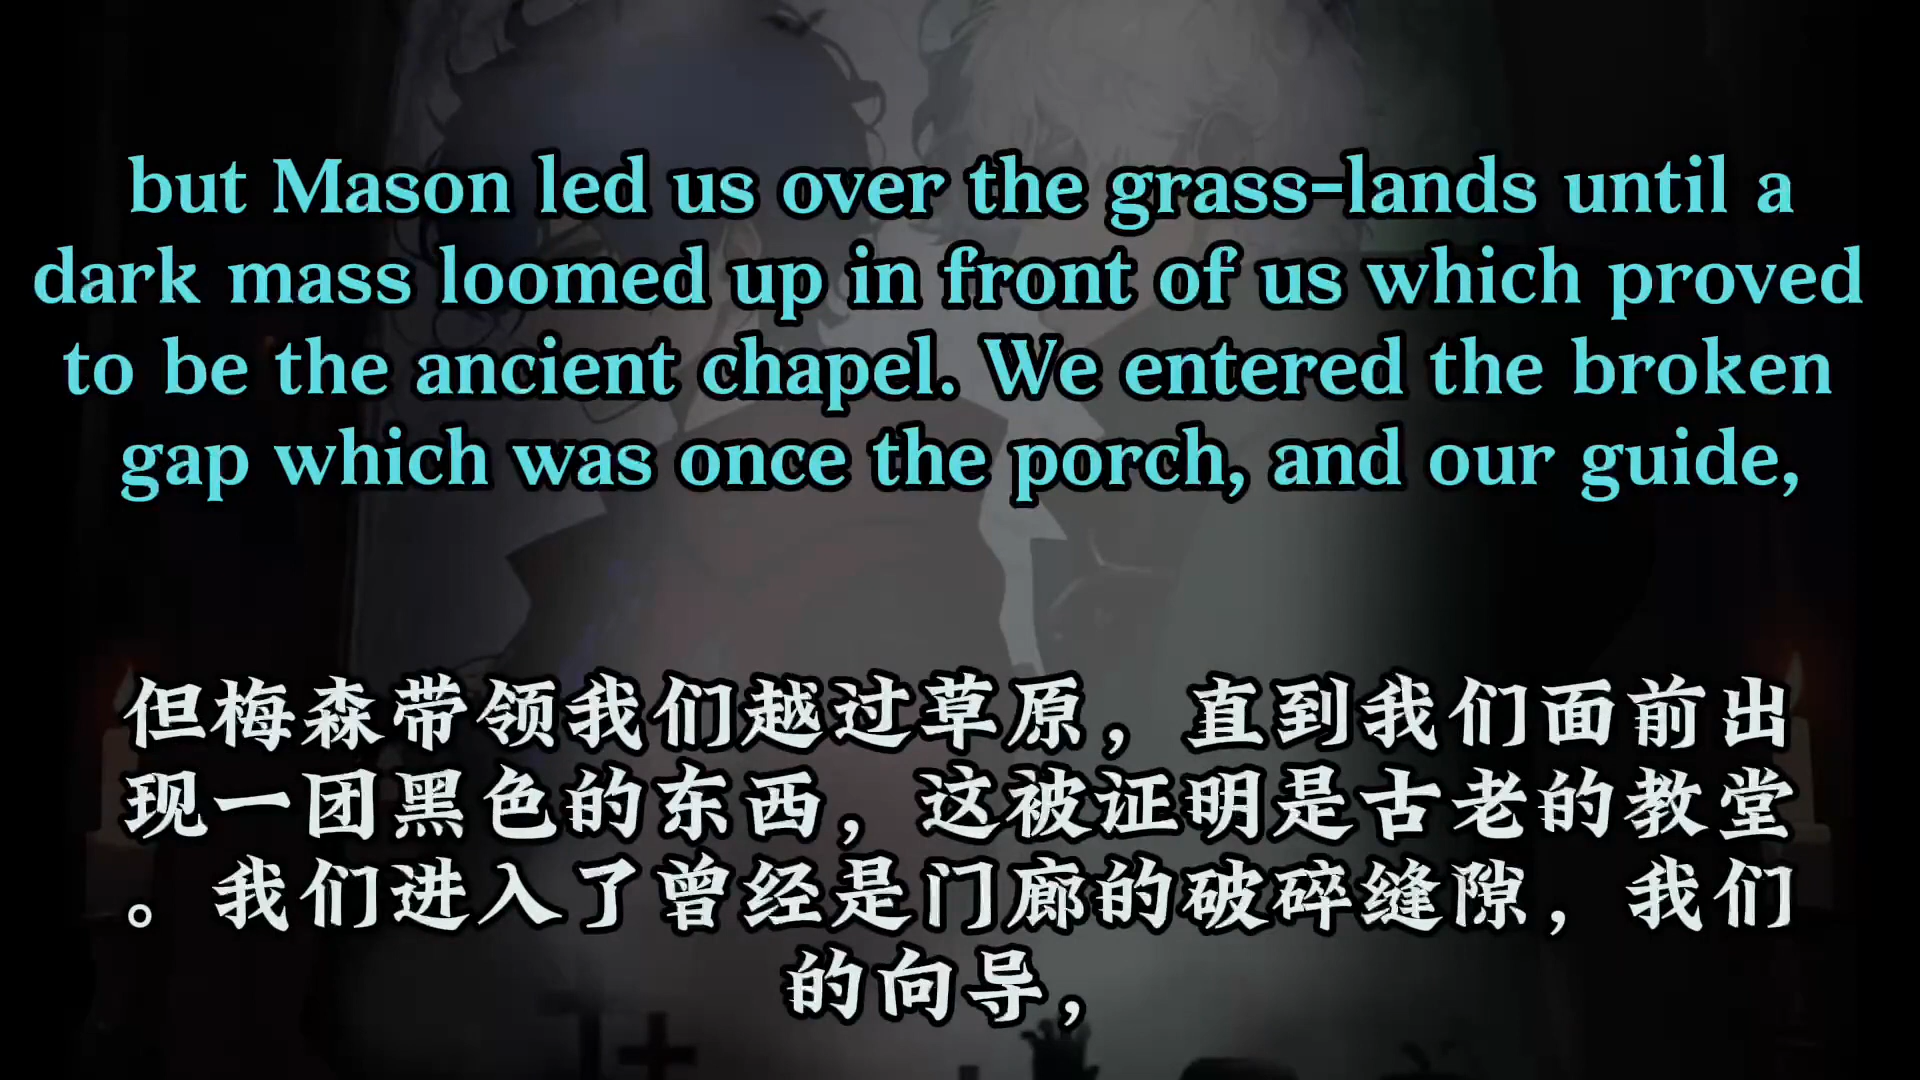 but Mason led us over the grass-lands until a
dark mass loomed up in front of us which proved
to be the ancient chapel. We entered the broken
gap which was once the porch, and our guide,
但梅森带领我们越过草原，直到我们面前出
现一团黑色的东西，这被证明是古老的教堂
。我们进入了曾经是门廊的破碎缝隙，我们
的向导，